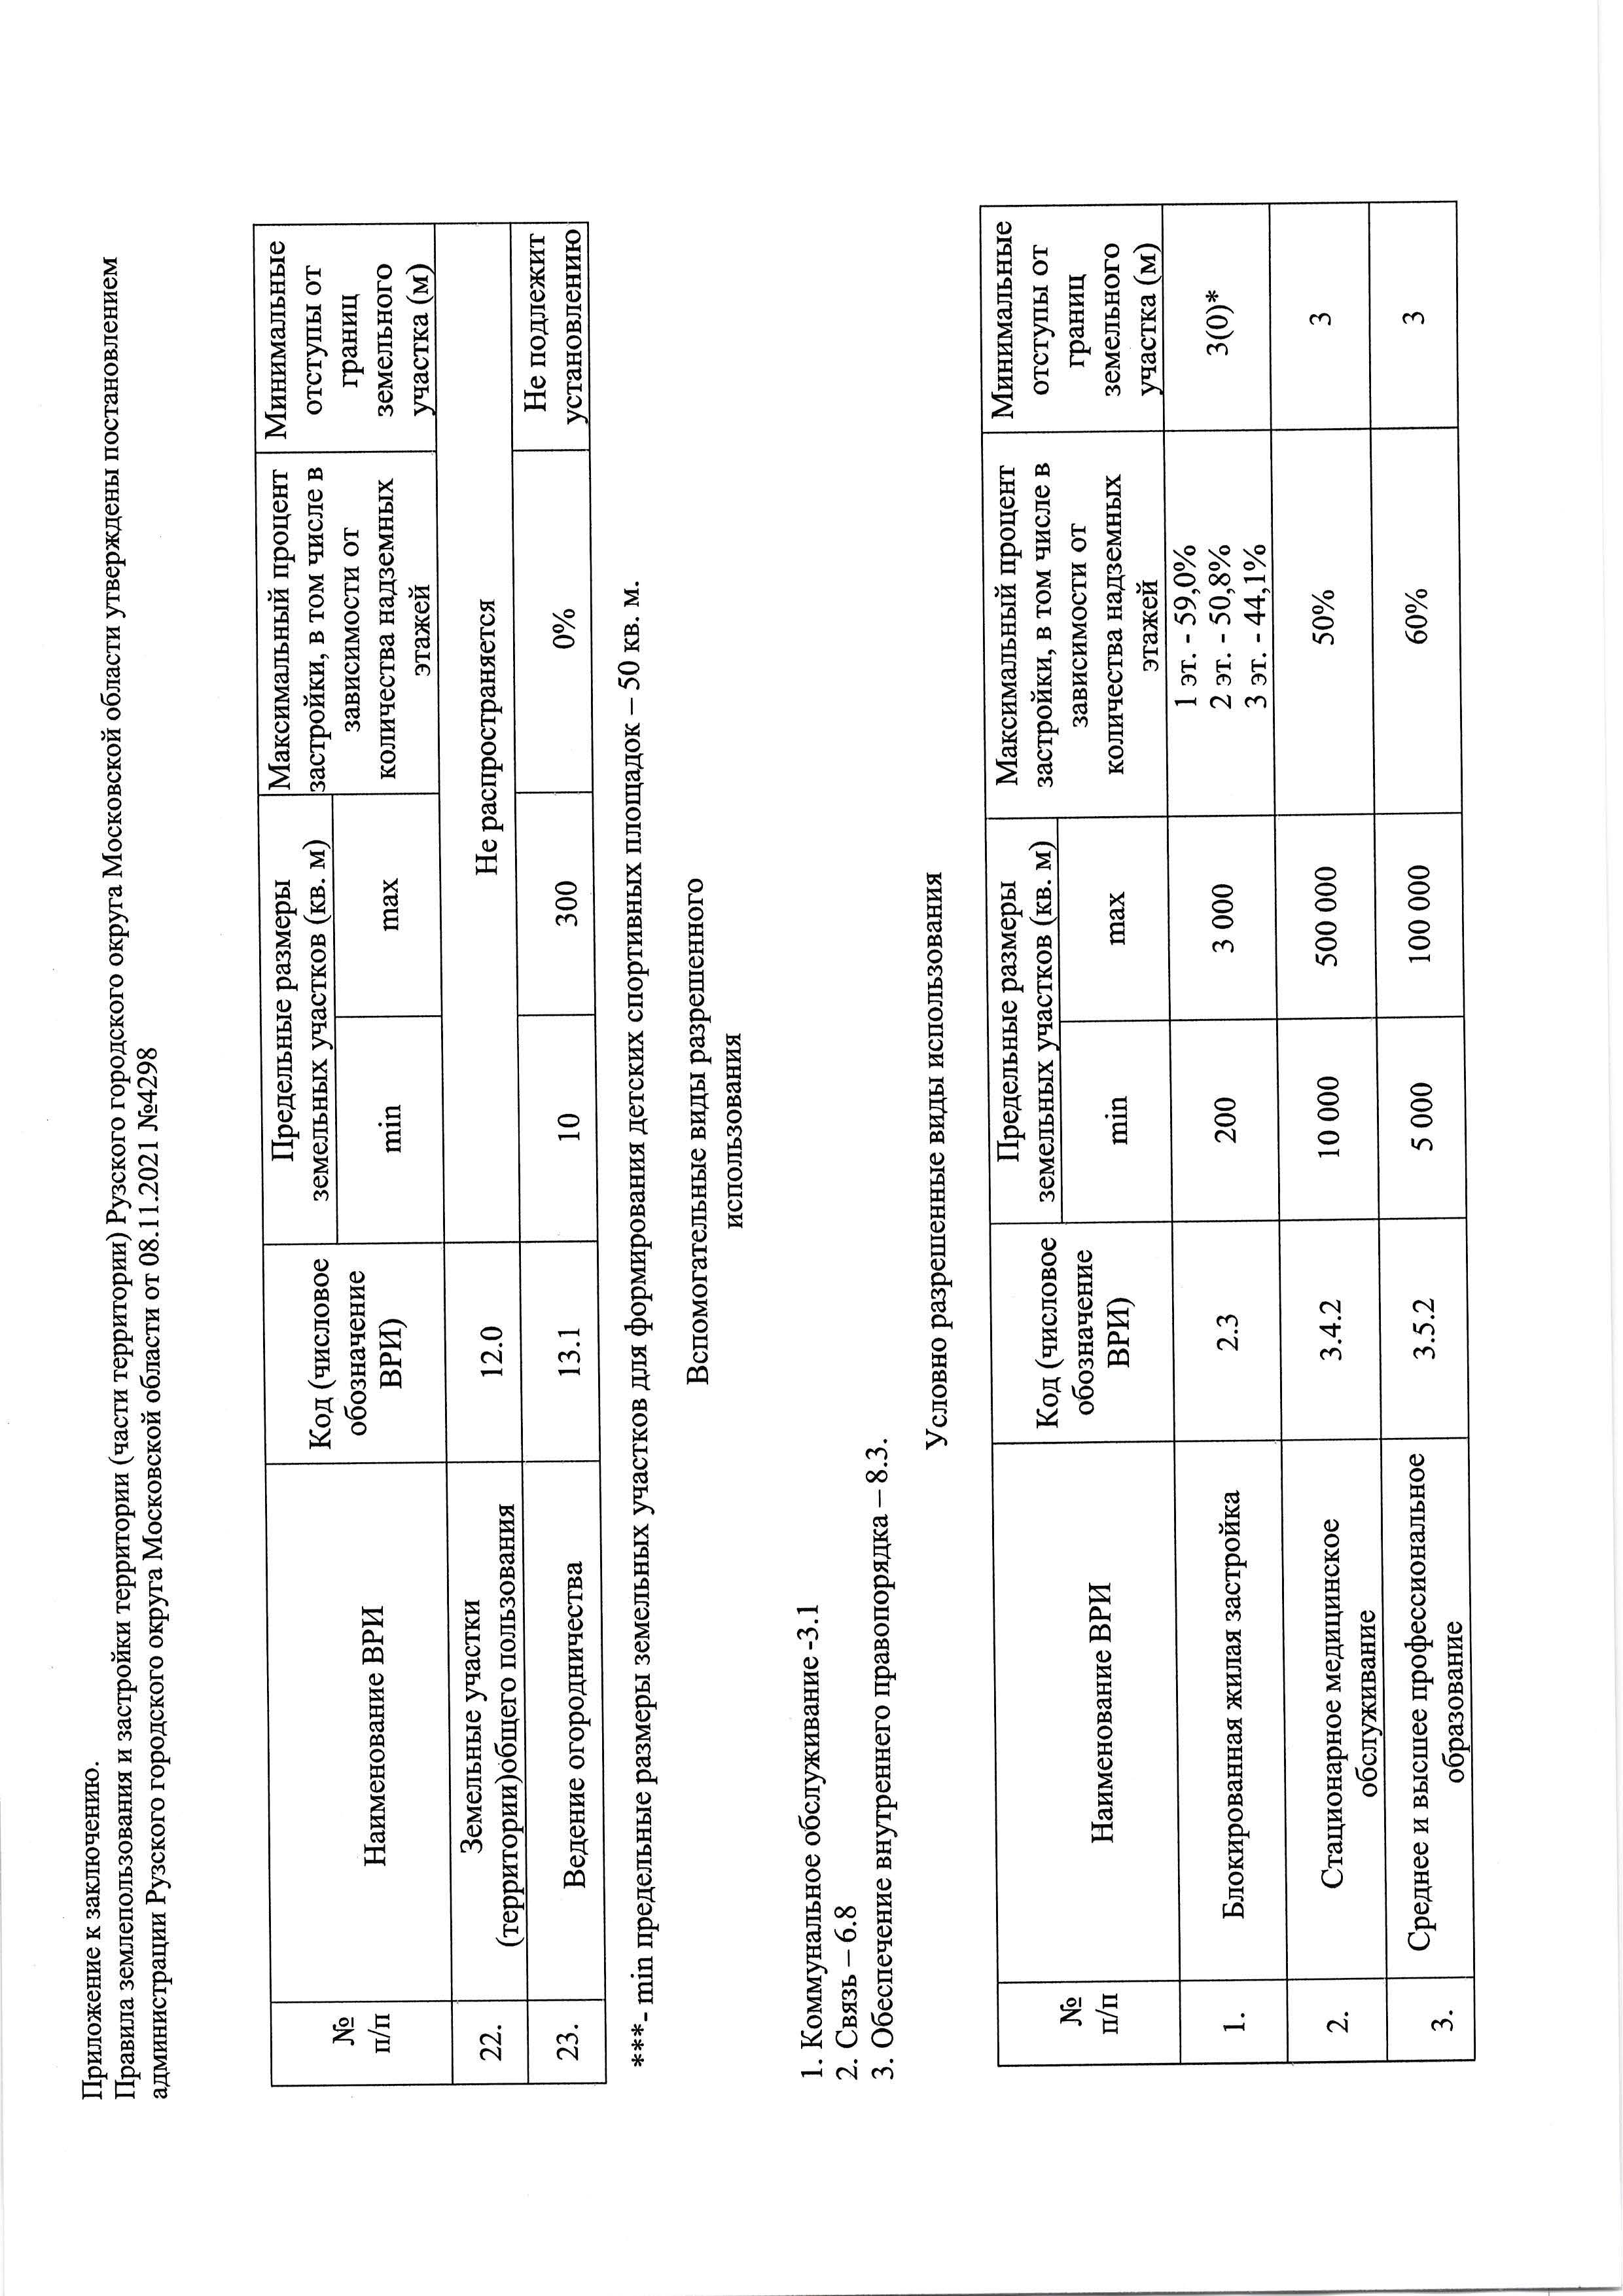 Приложение к заключению.
Правила землепользования и застройки территории (части территории) Рузского городского округа Московской области утверждены постановлением
администрации Рузского городского округа Московской области от 08.11.2021 №4298
№
п/п
Наименование ВРИ
Код (числовое
обозначение
ВРИ)
Предельные размеры
земельных участков (кв. м)
min
max
Максимальный процент
застройки, в том числе в
зависимости от
количества надземных
этажей
Минимальные
отступы от
границ
земельного
участка (м)
22.
Земельные участки
(территории)общего пользования
12.0
Не распространяется
23.
Ведение огородничества
13.1
10
300
0%
Не подлежит
установлению
***- min предельные размеры земельных участков для формирования детских спортивных площадок – 50 кв. м.
Вспомогательные виды разрешенного
использования
1. Коммунальное обслуживание -3.1
2. Связь – 6.8
3. Обеспечение внутреннего правопорядка – 8.3.
Условно разрешенные виды использования
№
п/п
Наименование ВРИ
Код (числовое
обозначение
ВРИ)
Предельные размеры
земельных участков (кв. м)
min
max
Максимальный процент
застройки, в том числе в
зависимости от
количества надземных
этажей
Минимальные
отступы от
границ
земельного
участка (м)
1.
Блокированная жилая застройка
2.3
200
3 000
1 эт. - 59,0%
2 эт. - 50,8%
3 эт. - 44,1%
3(0)*
2.
Стационарное медицинское
обслуживание
3.4.2
10 000
500 000
50%
3
3.
Среднее и высшее профессиональное
образование
3.5.2
5 000
100 000
60%
3